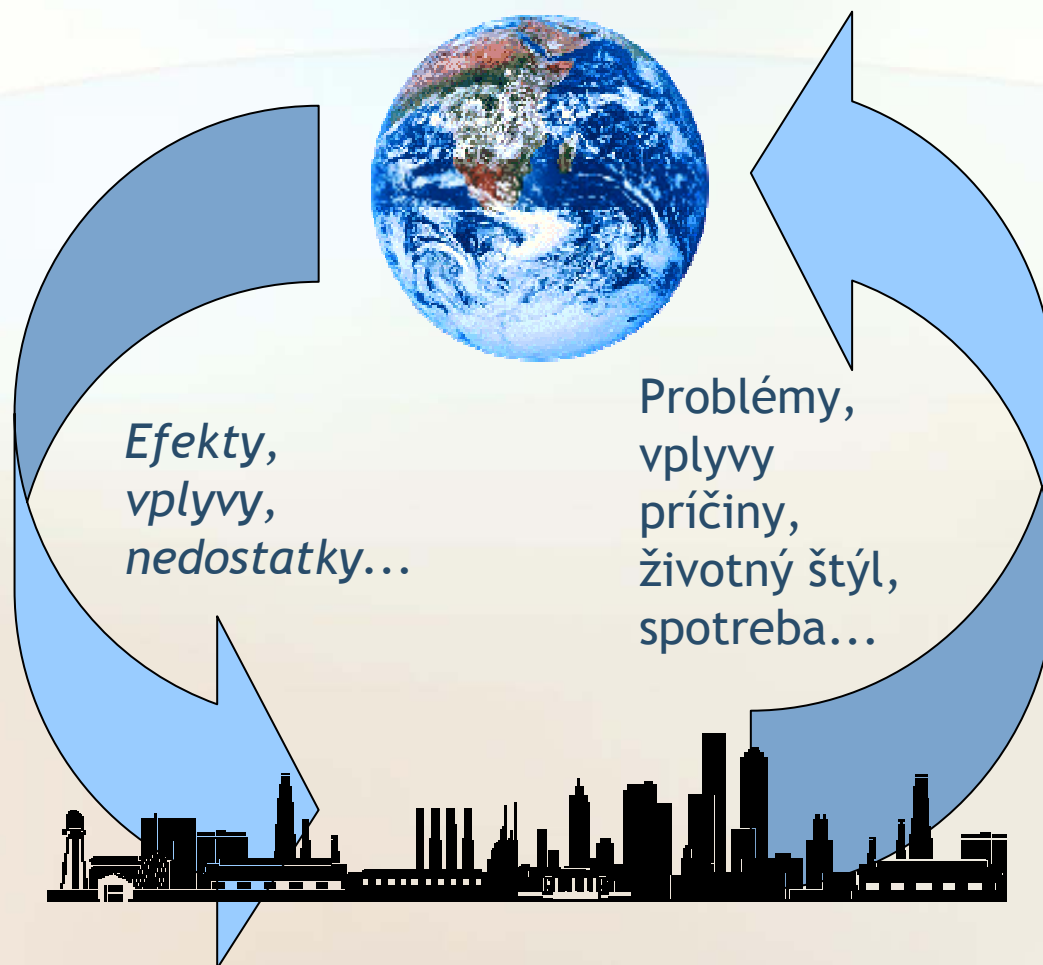 Efekty,
vplyvy,
nedostatky...
Problémy,
vplyvy
príčiny,
životný štýl,
spotreba...